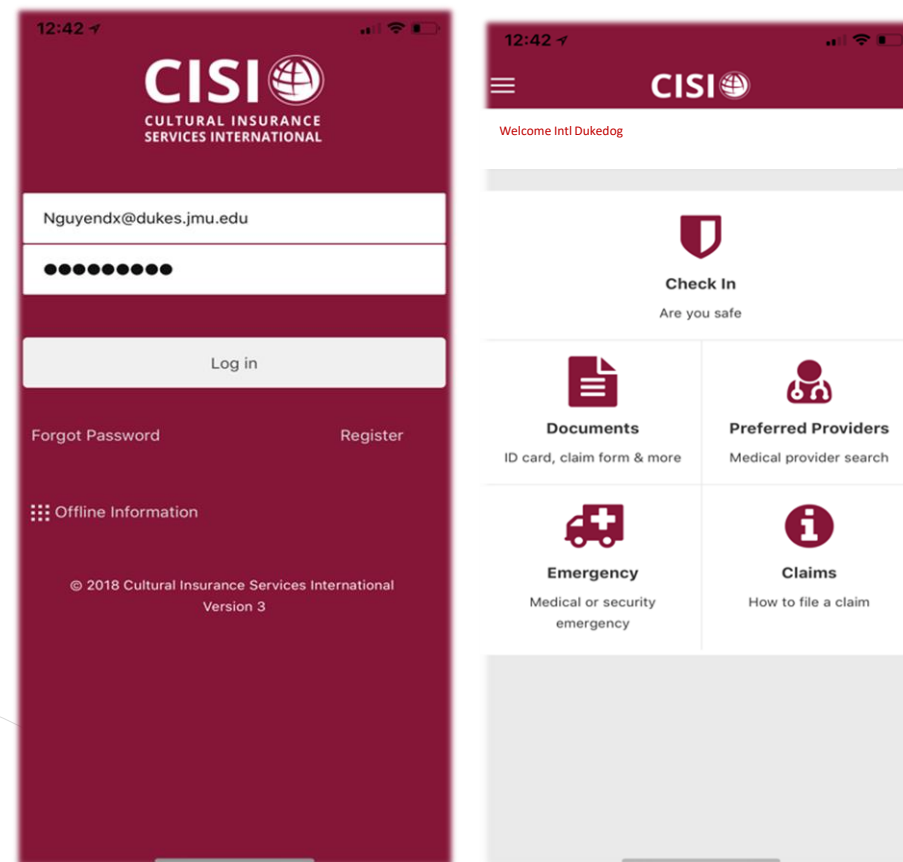 12:42
CISI
CULTURAL INSURANCE
SERVICES INTERNATIONAL
Nguyendx@dukes.jmu.edu
Log in
Forgot Password
Register
Offline Information
© 2018 Cultural Insurance Services International
Version 3
12:42
CISI
Welcome Intl Dukedog
Check In
Are you safe
Documents
ID card, claim form & more
Preferred Providers
Medical provider search
Emergency
Medical or security
emergency
Claims
How to file a claim